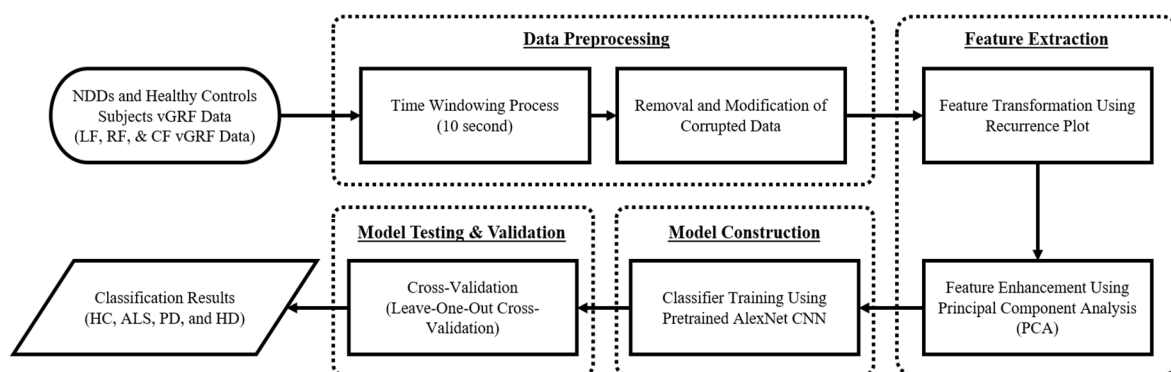 Data Preprocessing
Feature Extraction
NDDs and Healthy Controls
Subjects vGRF Data
(LF, RF, & CF vGRF Data)
Time Windowing Process
(10 second)
Removal and Modification of
Corrupted Data
Feature Transformation Using
Recurrence Plot
Model Testing & Validation
Model Construction
Classification Results
(HC, ALS, PD, and HD)
Cross-Validation
(Leave-One-Out Cross-
Validation)
Classifier Training Using
Pretrained AlexNet CNN
Feature Enhancement Using
Principal Component Analysis
(PCA)